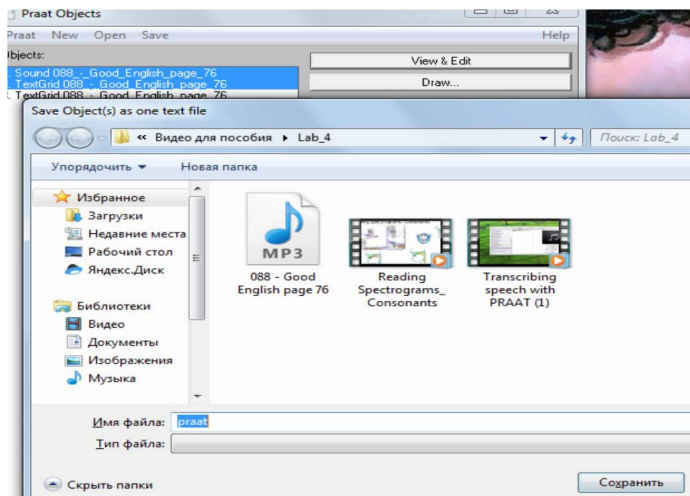 Praat Objects
Praat New Open Save Help
Objects:
View & Edit
. Sound 088_-_Good_English_page_76
. TextGrid 088_-_Good_English_page_76
Draw...
. TextGrid 088_-_Good_English_page_76
Save Object(s) as one text file
« Видео для пособия Lab_4
Поиск: Lab_4
Упорядочить Новая папка
Избранное
Загрузки
Недавние места
Рабочий стол
Яндекс.Диск
Библиотеки
Видео
Документы
Изображения
Музыка
MP3
088 - Good
English page 76
Reading
Spectrograms_
Consonants
Transcribing
speech with
PRAAT (1)
Имя файла: praat
Тип файла:
Скрыть папки
Сохранить